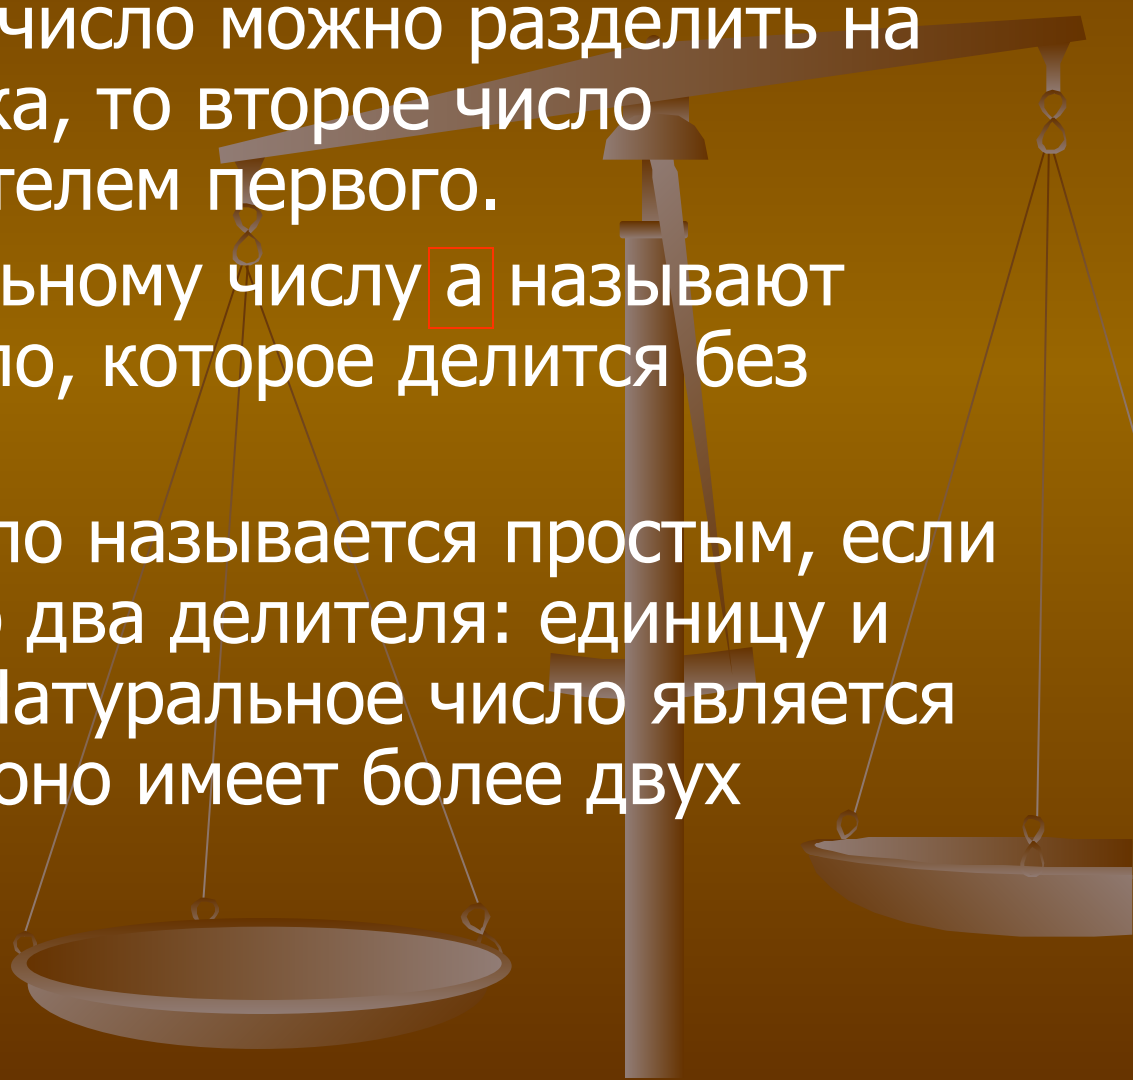 число можно разделить на
ка, то второе число
телем первого.
ьному числу а называют
ло, которое делится без
ло называется простым, если
два делителя: единицу и
Натуральное число является
оно имеет более двух